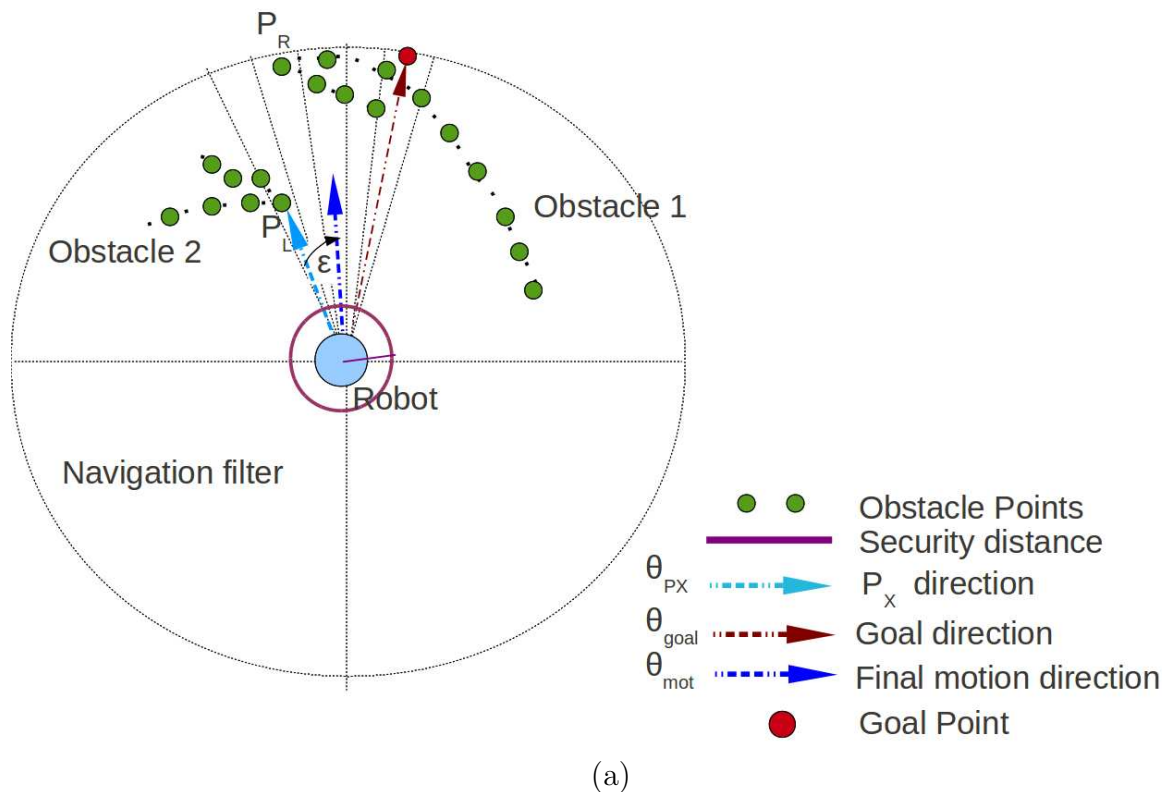 P_R
Obstacle 1
P_L
Obstacle 2
ε
Robot
Navigation filter
Obstacle Points
Security distance
θ_PX P_X direction
θ_goal Goal direction
θ_mot Final motion direction
Goal Point
(a)